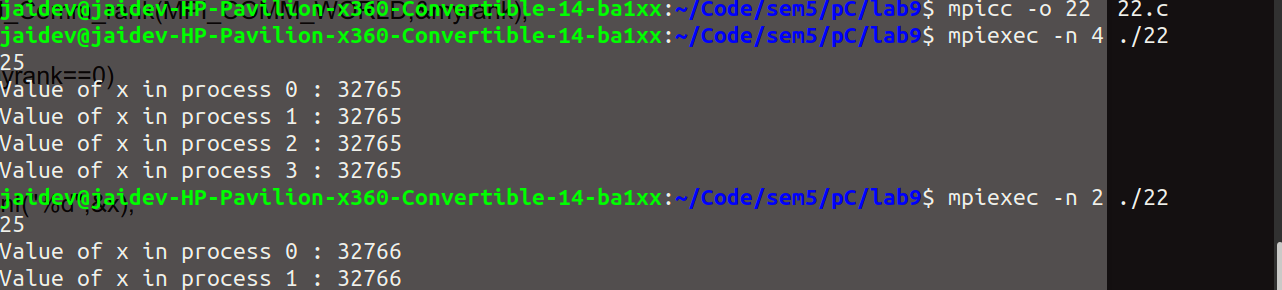 jaidev@jaidev-HP-Pavilion-x360-Convertible-14-ba1xx:~/Code/sem5/pC/lab9$ mpicc -o 22  22.c
jaidev@jaidev-HP-Pavilion-x360-Convertible-14-ba1xx:~/Code/sem5/pC/lab9$ mpiexec -n 4 ./22
yrank==0)
25
Value of x in process 0 : 32765
Value of x in process 1 : 32765
Value of x in process 2 : 32765
Value of x in process 3 : 32765
jaidev@jaidev-HP-Pavilion-x360-Convertible-14-ba1xx:~/Code/sem5/pC/lab9$ mpiexec -n 2 ./22
25
Value of x in process 0 : 32766
Value of x in process 1 : 32766